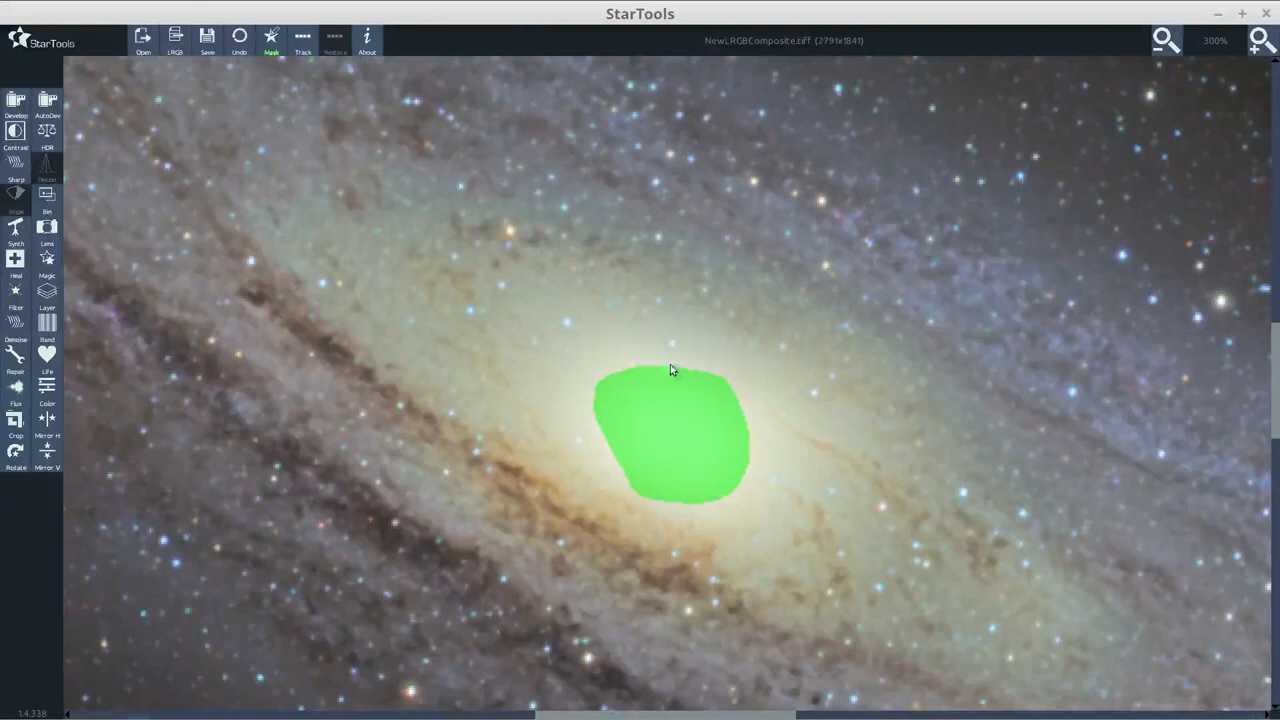 StarTools
StarTools
Open
LRGB
Save
Undo
Mask
Track
Restore
About
NewLRGBComposite.tiff (2791x1841)
300%
Develop
AutoDev
Contrast
HDR
Sharp
Decon
Wipe
Bin
Synth
Lens
Heal
Magic
Filter
Layer
Denoise
Band
Repair
Life
Flux
Color
Crop
Mirror H
Rotate
Mirror V
1.4.338